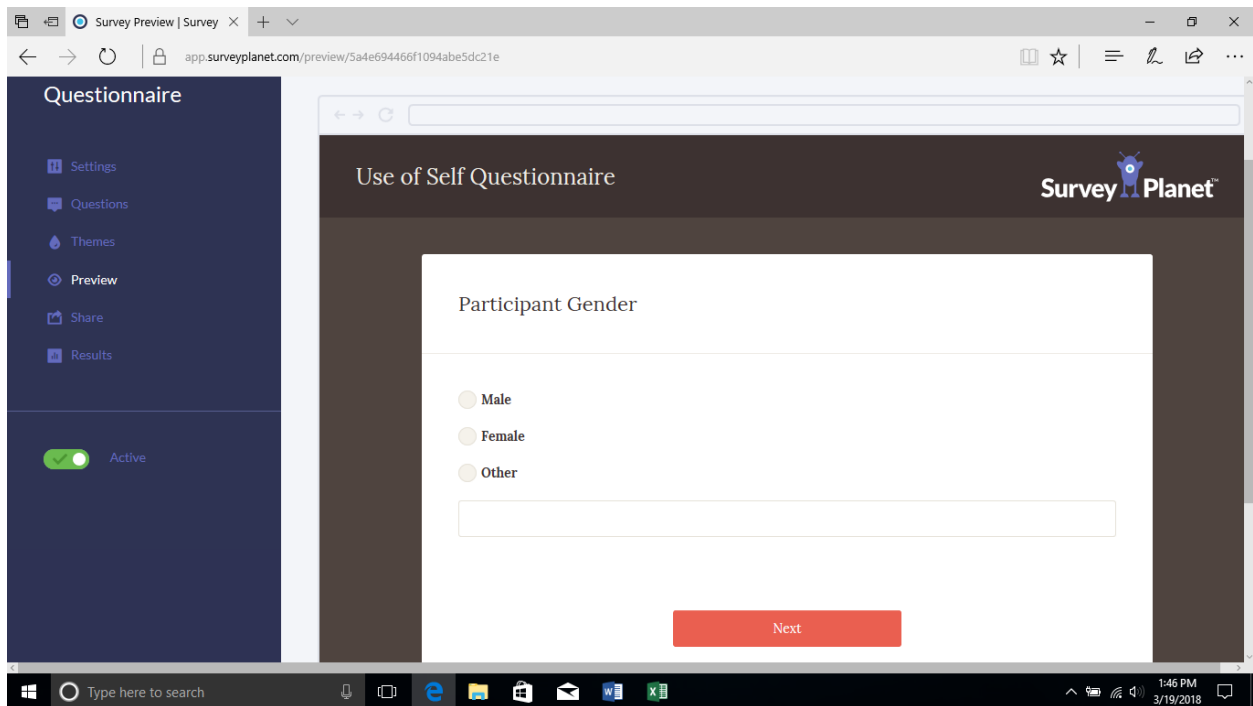 Survey Preview | Survey
app.surveyplanet.com/preview/5a4e694466f1094abe5dc21e
Questionnaire
Settings
Questions
Themes
Preview
Share
Results
Active
Use of Self Questionnaire
Survey Planet™
Participant Gender
Male
Female
Other
Next
Type here to search
1:46 PM
3/19/2018